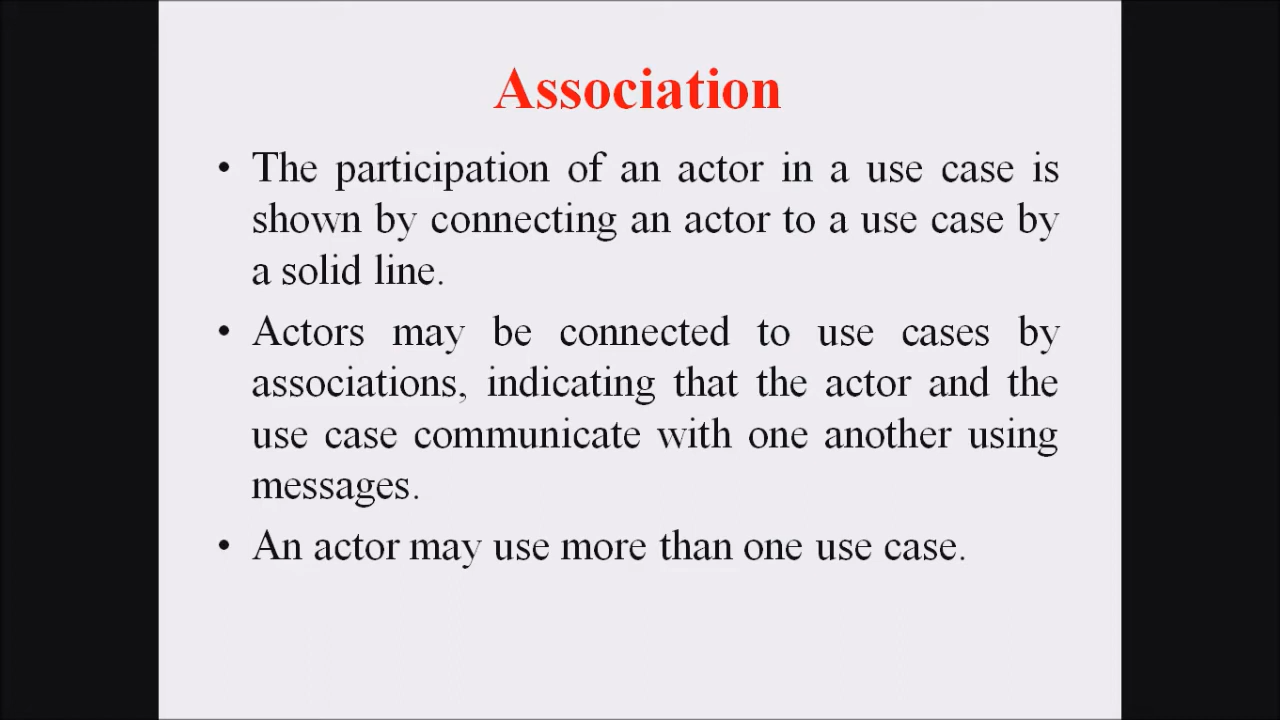 Association
• The participation of an actor in a use case is
shown by connecting an actor to a use case by
a solid line.
• Actors may be connected to use cases by
associations, indicating that the actor and the
use case communicate with one another using
messages.
• An actor may use more than one use case.